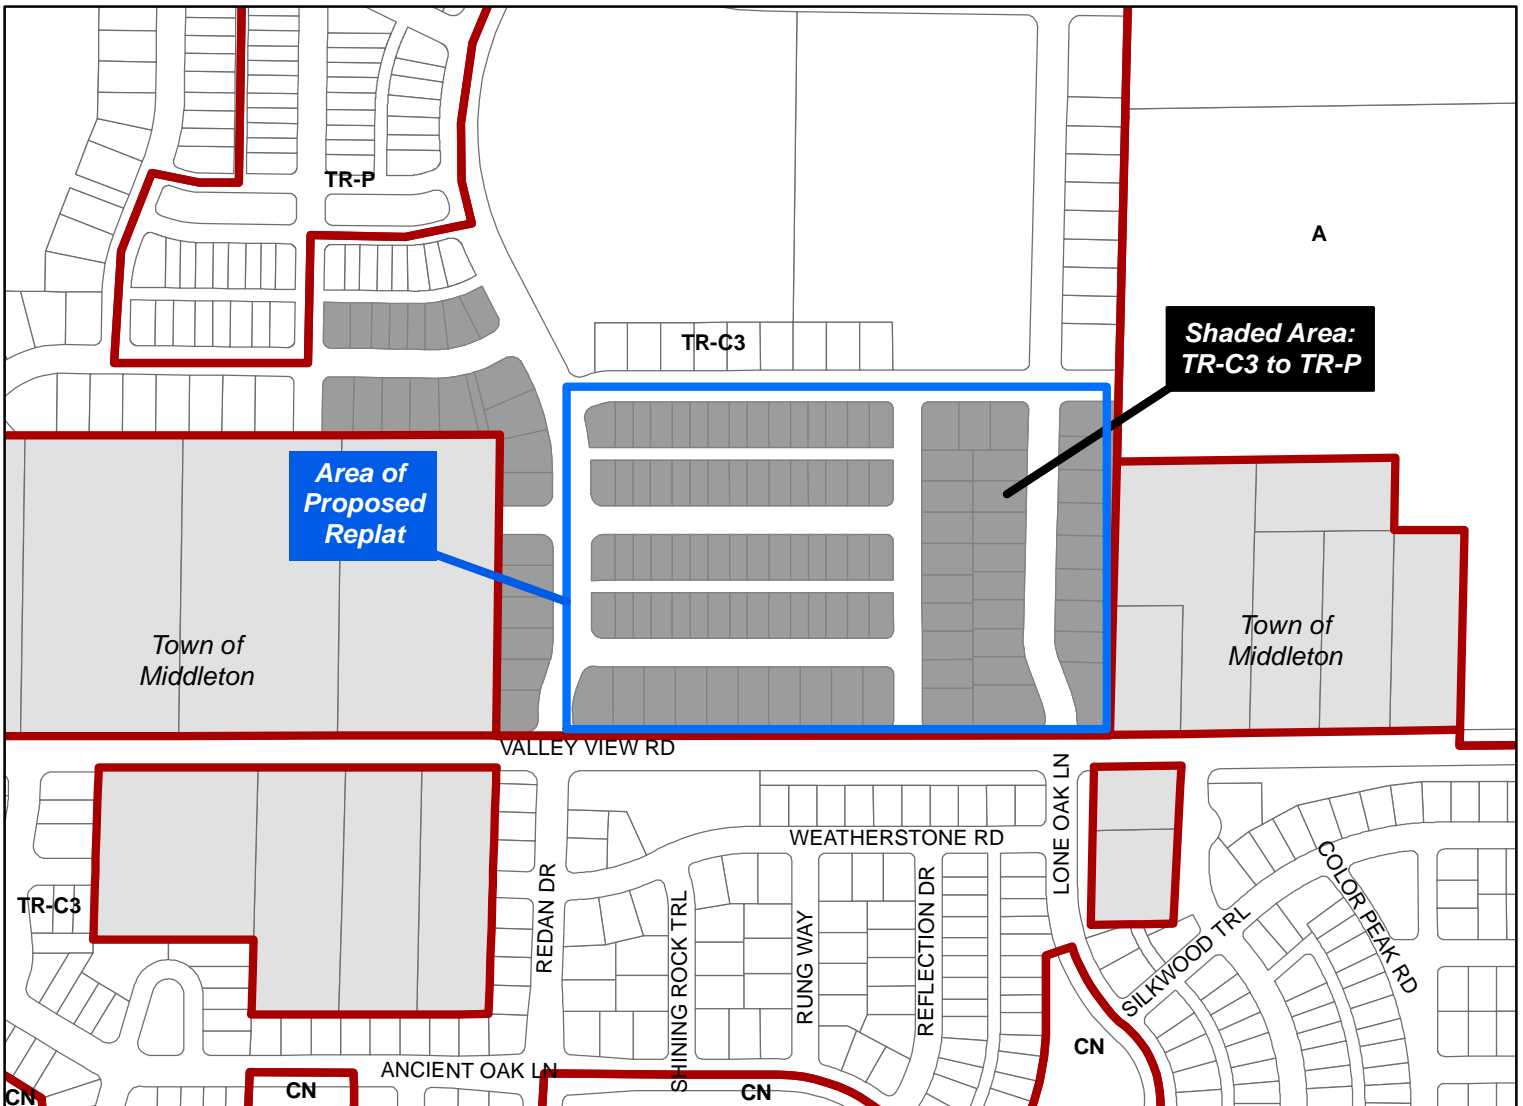 TR-P
A
TR-C3
Shaded Area:
TR-C3 to TR-P
Area of
Proposed
Replat
Town of
Middleton
Town of
Middleton
VALLEY VIEW RD
LONE OAK LN
WEATHERSTONE RD
COLOR PEAK RD
TR-C3
REDAN DR
SHINING ROCK TRL
RUNG WAY
REFLECTION DR
SILKWOOD TRL
CN
ANCIENT OAK LN
CN
CN
CN